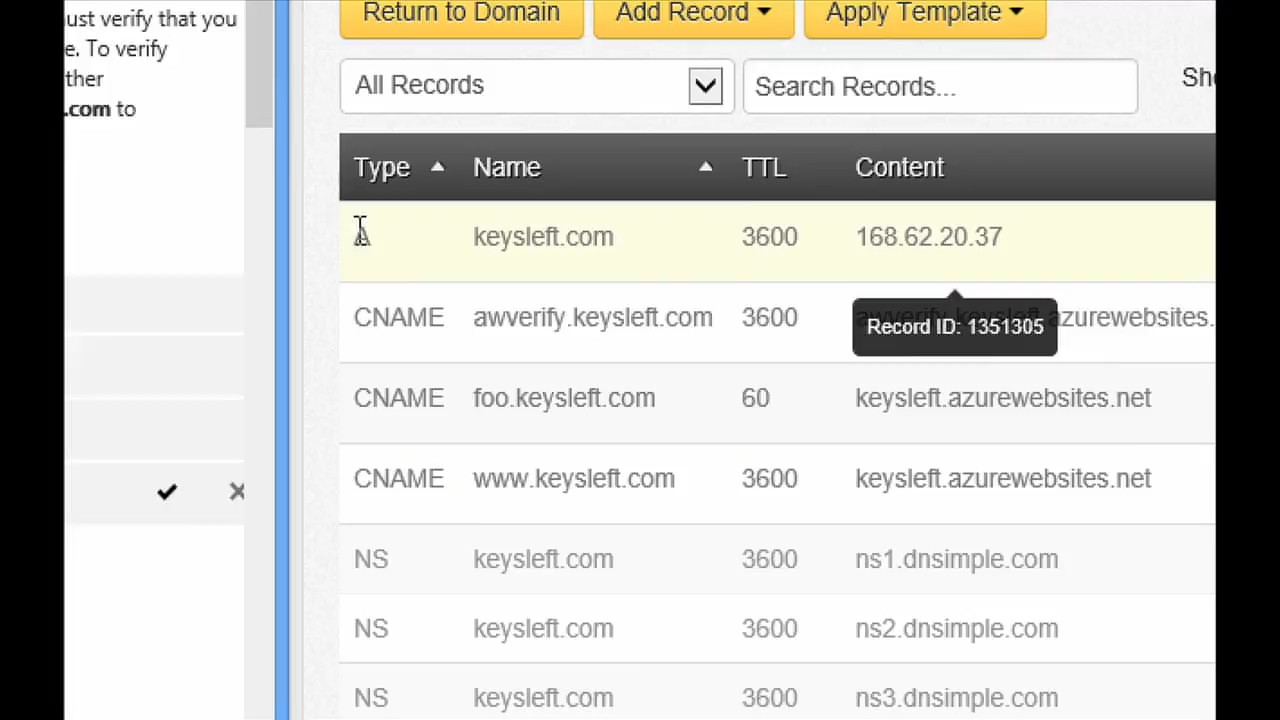 ust verify that you
e. To verify
ther
.com to
Return to Domain
Add Record
Apply Template
All Records
Search Records...
Sho
Type Name TTL Content
A keysleft.com 3600 168.62.20.37
CNAME awverify.keysleft.com 3600 awverify.keysleft.azurewebsites.
Record ID: 1351305
CNAME foo.keysleft.com 60 keysleft.azurewebsites.net
CNAME www.keysleft.com 3600 keysleft.azurewebsites.net
NS keysleft.com 3600 ns1.dnsimple.com
NS keysleft.com 3600 ns2.dnsimple.com
NS keysleft.com 3600 ns3.dnsimple.com